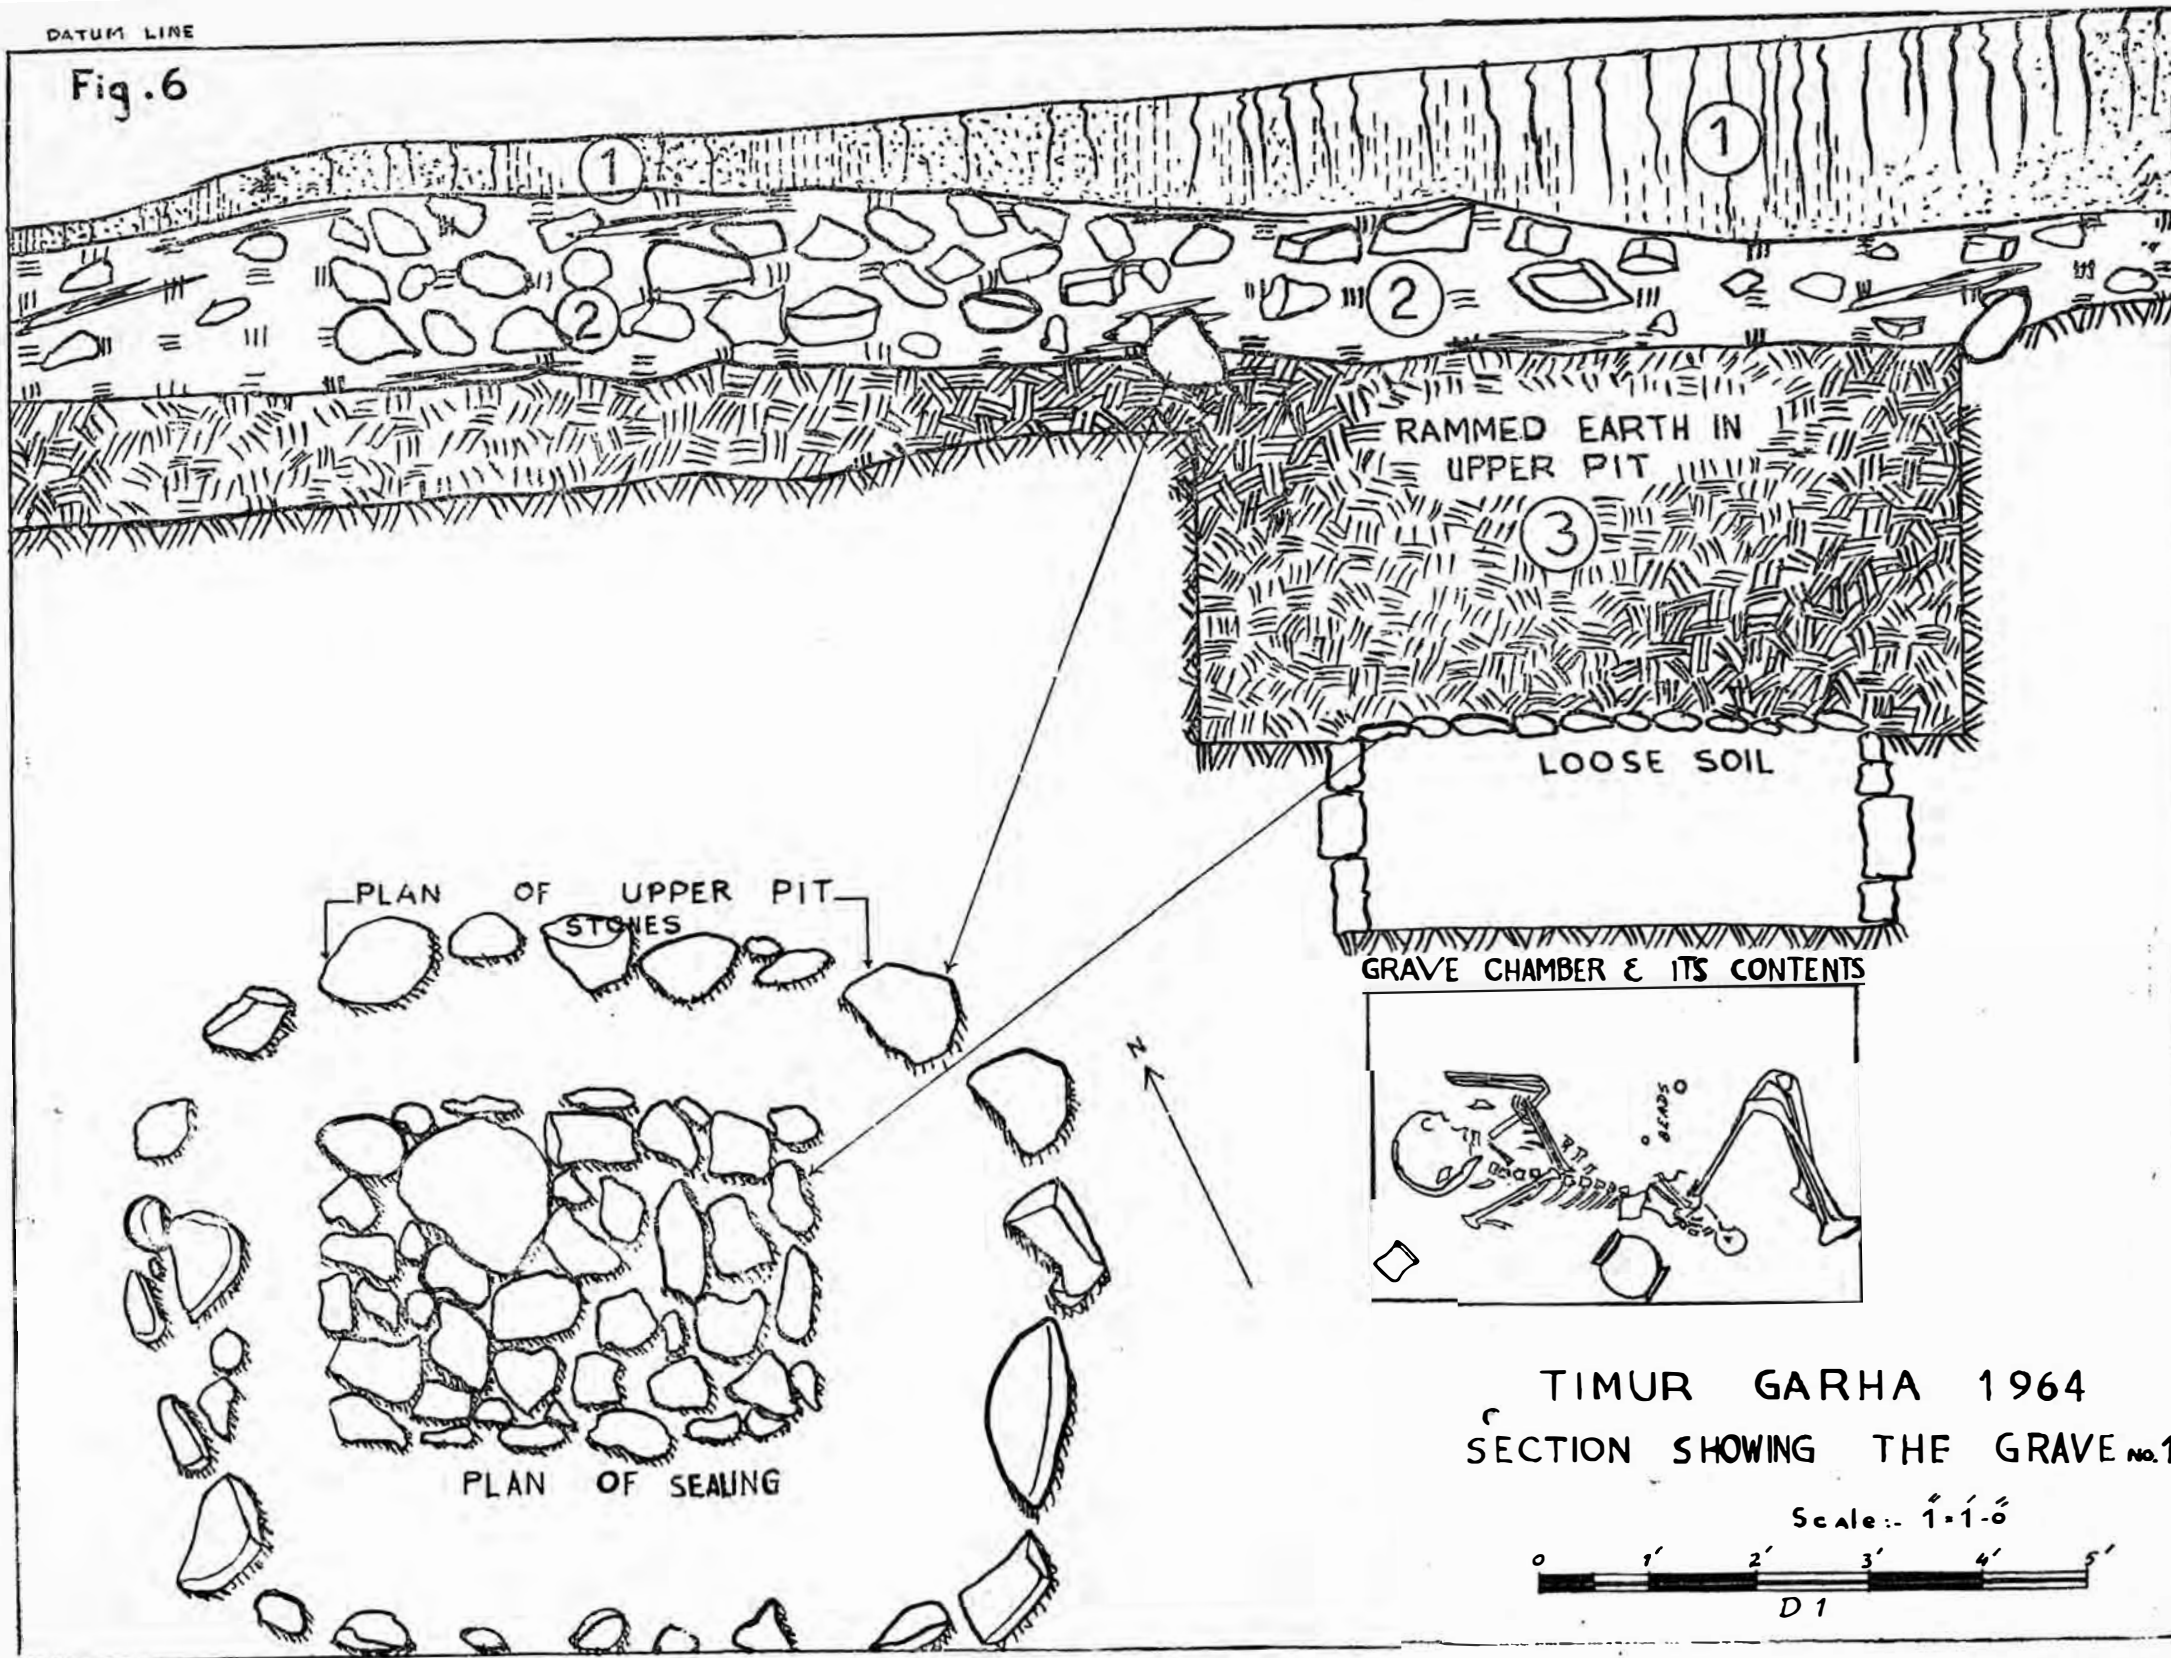 DATUM LINE
Fig.6
1
1
2
2
RAMMED EARTH IN
UPPER PIT
3
LOOSE SOIL
PLAN OF UPPER PIT
STONES
GRAVE CHAMBER & ITS CONTENTS
N
BEADS
PLAN OF SEALING
TIMUR GARHA 1964
SECTION SHOWING THE GRAVE NO.1
Scale:- 1"=1'-0"
0 1' 2' 3' 4' 5'
D 1